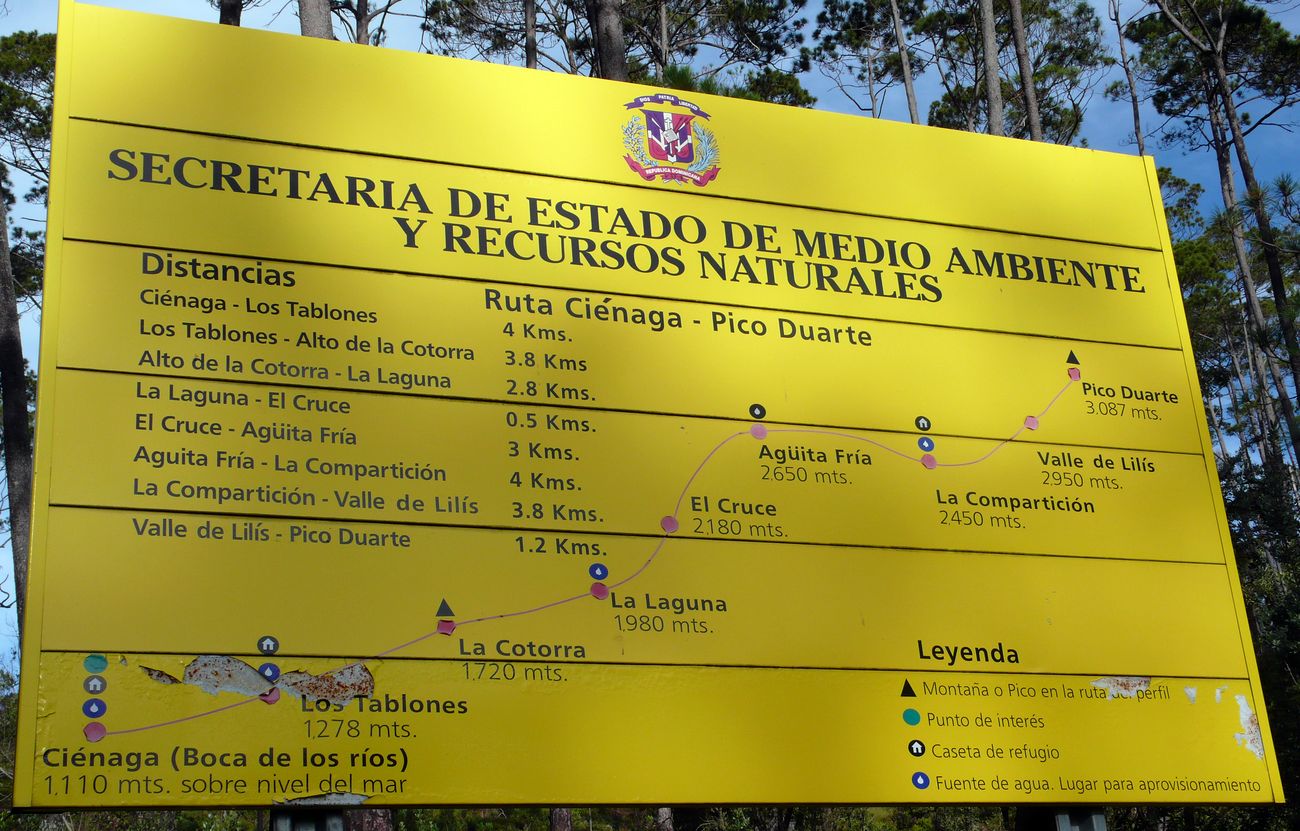 DIOS PATRIA LIBERTAD
REPUBLICA DOMINICANA
SECRETARIA DE ESTADO DE MEDIO AMBIENTE
Y RECURSOS NATURALES
Distancias
Ruta Ciénaga - Pico Duarte
Ciénaga - Los Tablones 4 Kms.
Los Tablones - Alto de la Cotorra 3.8 Kms
Alto de la Cotorra - La Laguna 2.8 Kms.
La Laguna - El Cruce 0.5 Kms.
El Cruce - Agüita Fría 3 Kms.
Aguita Fría - La Compartición 4 Kms.
La Compartición - Valle de Lilís 3.8 Kms.
Valle de Lilís - Pico Duarte 1.2 Kms.
Pico Duarte
3.087 mts.
Valle de Lilís
2,950 mts.
Agüita Fría
2,650 mts.
La Compartición
2,450 mts.
El Cruce
2,180 mts.
La Laguna
1,980 mts.
La Cotorra
1,720 mts.
Los Tablones
1,278 mts.
Ciénaga (Boca de los ríos)
1,110 mts. sobre nivel del mar
Leyenda
Montaña o Pico en la ruta del perfil
Punto de interés
Caseta de refugio
Fuente de agua. Lugar para aprovisionamiento